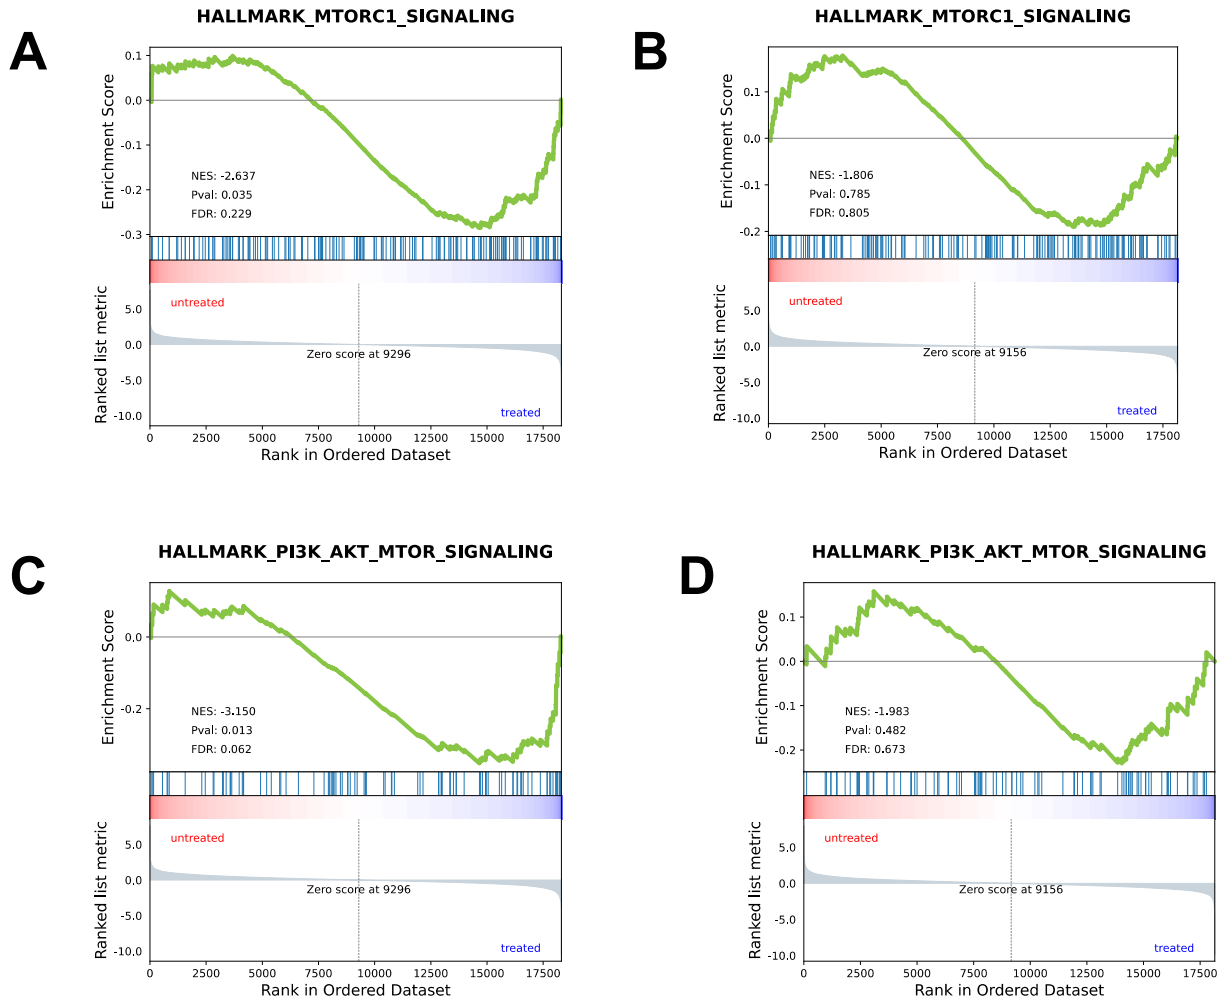 A
HALLMARK_MTORC1_SIGNALING
Enrichment Score
0.1
0.0
-0.1
-0.2
-0.3
NES: -2.637
Pval: 0.035
FDR: 0.229
Ranked list metric
5.0
0.0
-5.0
-10.0
untreated
Zero score at 9296
treated
0 2500 5000 7500 10000 12500 15000 17500
Rank in Ordered Dataset
B
HALLMARK_MTORC1_SIGNALING
Enrichment Score
0.1
0.0
-0.1
-0.2
NES: -1.806
Pval: 0.785
FDR: 0.805
Ranked list metric
5.0
0.0
-5.0
-10.0
untreated
Zero score at 9156
treated
0 2500 5000 7500 10000 12500 15000 17500
Rank in Ordered Dataset
C
HALLMARK_PI3K_AKT_MTOR_SIGNALING
Enrichment Score
0.0
-0.2
NES: -3.150
Pval: 0.013
FDR: 0.062
Ranked list metric
5.0
0.0
-5.0
-10.0
untreated
Zero score at 9296
treated
0 2500 5000 7500 10000 12500 15000 17500
Rank in Ordered Dataset
D
HALLMARK_PI3K_AKT_MTOR_SIGNALING
Enrichment Score
0.1
0.0
-0.1
-0.2
NES: -1.983
Pval: 0.482
FDR: 0.673
Ranked list metric
5.0
0.0
-5.0
-10.0
untreated
Zero score at 9156
treated
0 2500 5000 7500 10000 12500 15000 17500
Rank in Ordered Dataset